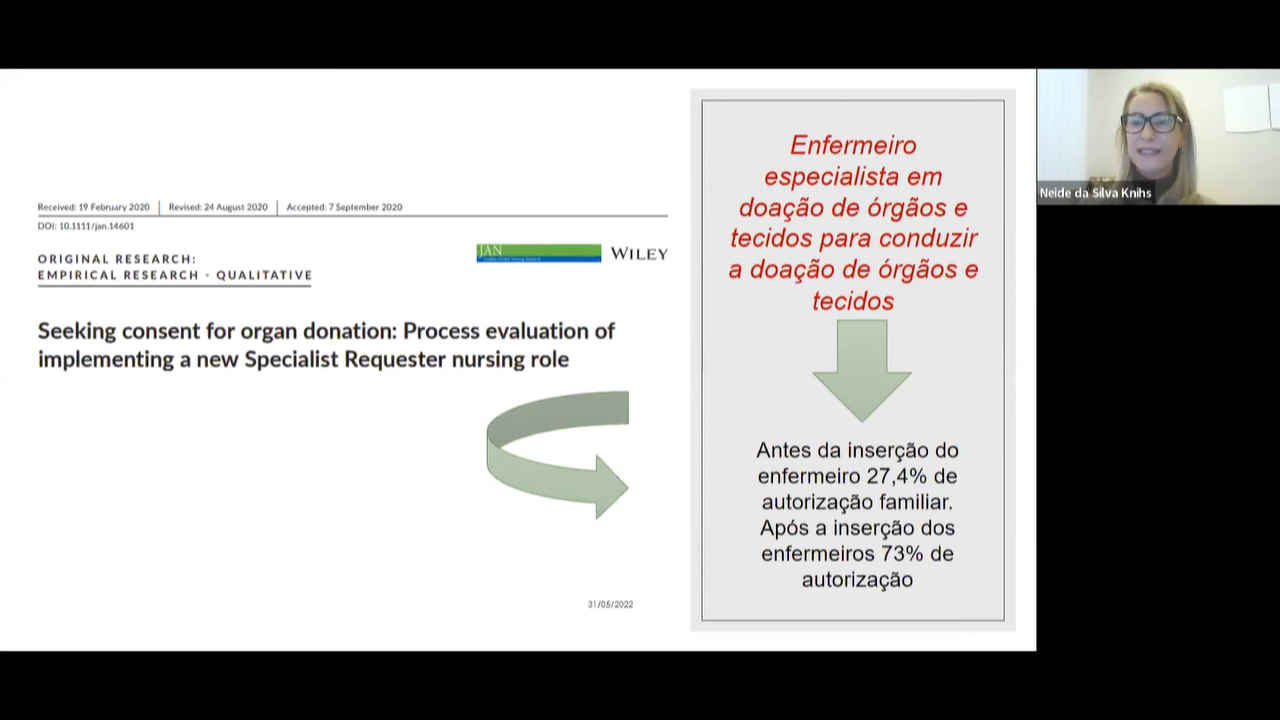 Received: 19 February 2020 | Revised: 24 August 2020 | Accepted: 7 September 2020
DOI: 10.1111/jan.14601
ORIGINAL RESEARCH:
EMPIRICAL RESEARCH - QUALITATIVE
JAN
WILEY
Seeking consent for organ donation: Process evaluation of
implementing a new Specialist Requester nursing role
31/05/2022
Enfermeiro
especialista em
doação de órgãos e
tecidos para conduzir
a doação de órgãos e
tecidos
Antes da inserção do
enfermeiro 27,4% de
autorização familiar.
Após a inserção dos
enfermeiros 73% de
autorização
Neide da Silva Knihs